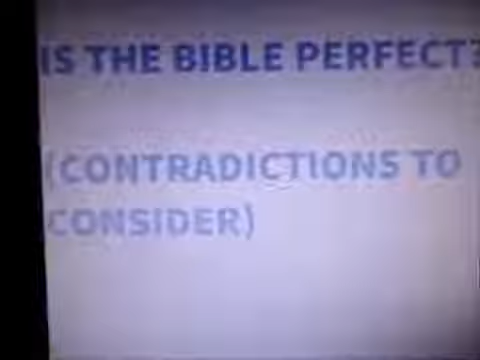 IS THE BIBLE PERFECT?
(CONTRADICTIONS TO
CONSIDER)